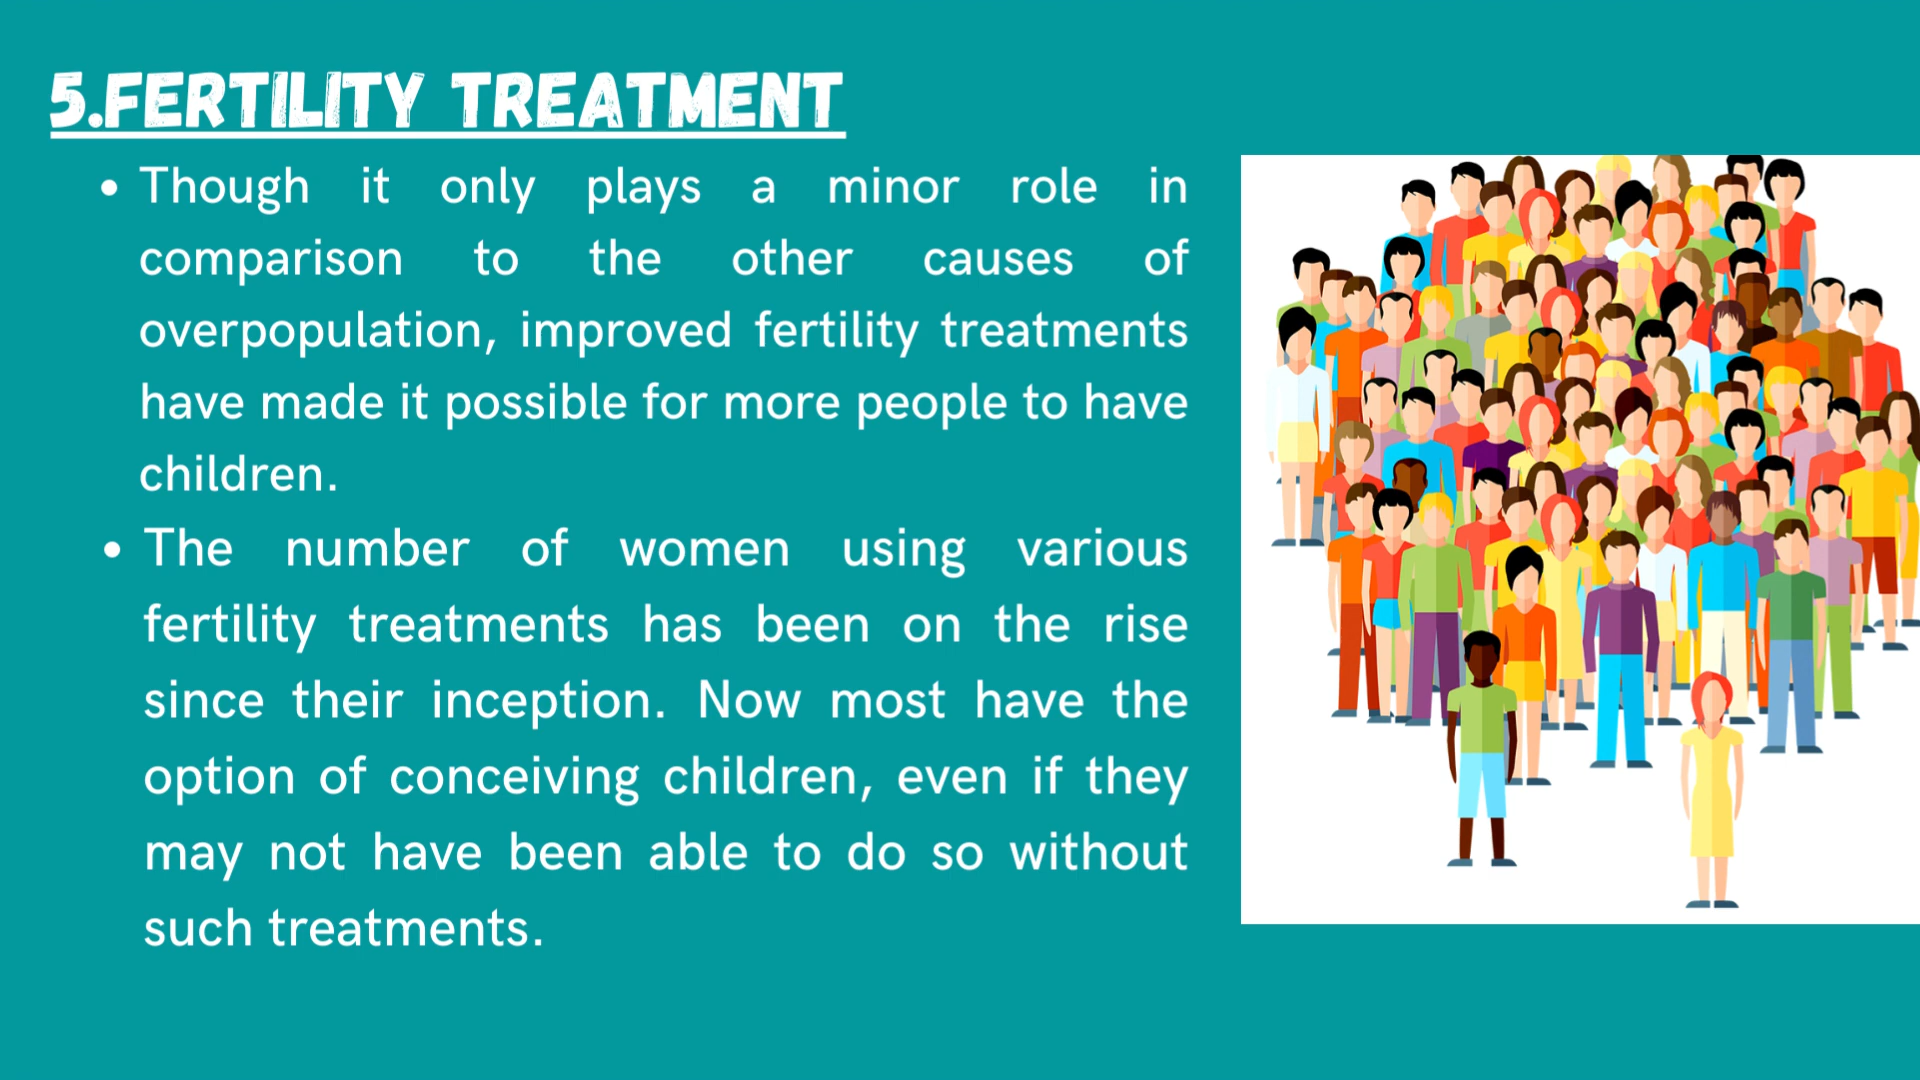 5.FERTILITY TREATMENT
• Though it only plays a minor role in
comparison to the other causes of
overpopulation, improved fertility treatments
have made it possible for more people to have
children.
• The number of women using various
fertility treatments has been on the rise
since their inception. Now most have the
option of conceiving children, even if they
may not have been able to do so without
such treatments.